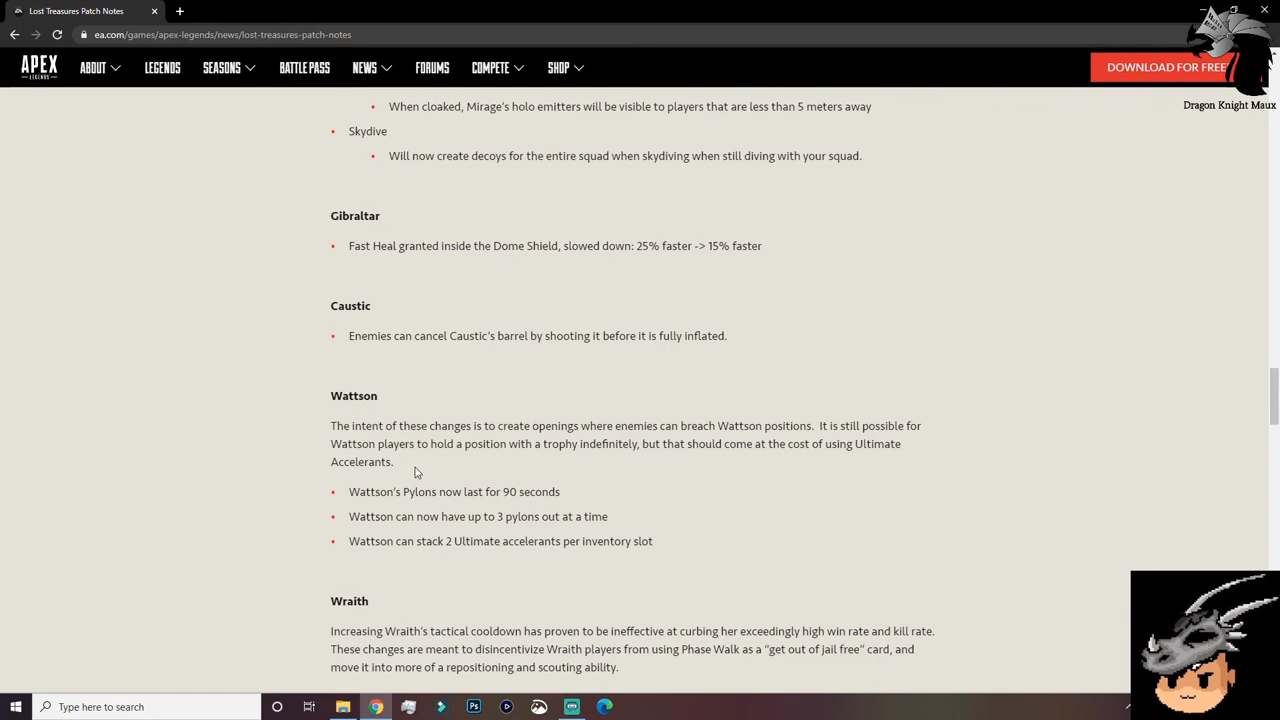 Lost Treasures Patch Notes
ea.com/games/apex-legends/news/lost-treasures-patch-notes
APEX LEGENDS ABOUT LEGENDS SEASONS BATTLE PASS NEWS FORUMS COMPETE SHOP DOWNLOAD FOR FREE
Dragon Knight Maux
• When cloaked, Mirage’s holo emitters will be visible to players that are less than 5 meters away
• Skydive
• Will now create decoys for the entire squad when skydiving when still diving with your squad.
Gibraltar
• Fast Heal granted inside the Dome Shield, slowed down: 25% faster -> 15% faster
Caustic
• Enemies can cancel Caustic’s barrel by shooting it before it is fully inflated.
Wattson
The intent of these changes is to create openings where enemies can breach Wattson positions.  It is still possible for
Wattson players to hold a position with a trophy indefinitely, but that should come at the cost of using Ultimate
Accelerants.
• Wattson’s Pylons now last for 90 seconds
• Wattson can now have up to 3 pylons out at a time
• Wattson can stack 2 Ultimate accelerants per inventory slot
Wraith
Increasing Wraith’s tactical cooldown has proven to be ineffective at curbing her exceedingly high win rate and kill rate.
These changes are meant to disincentivize Wraith players from using Phase Walk as a “get out of jail free” card, and
move it into more of a repositioning and scouting ability.
Type here to search